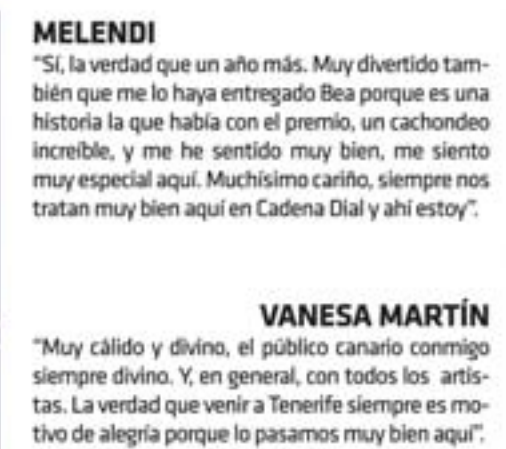 MELENDI
“Sí, la verdad que un año más. Muy divertido tam-
bién que me lo haya entregado Bea porque es una
historia la que había con el premio, un cachondeo
increíble, y me he sentido muy bien, me siento
muy especial aquí. Muchísimo cariño, siempre nos
tratan muy bien aquí en Cadena Dial y ahí estoy”.
VANESA MARTÍN
“Muy cálido y divino, el público canario conmigo
siempre divino. Y, en general, con todos los artis-
tas. La verdad que venir a Tenerife siempre es mo-
tivo de alegría porque lo pasamos muy bien aquí”.